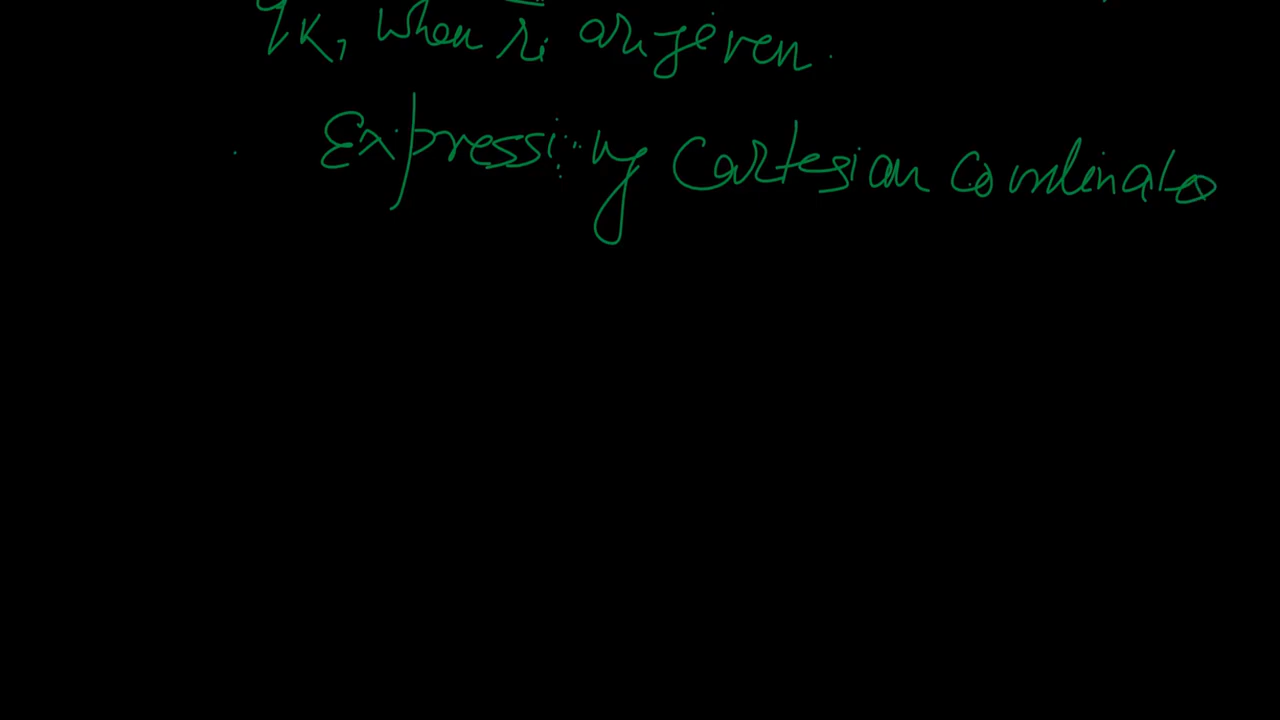 qK, when ri are given.
Expressing Cartesian Coordinates